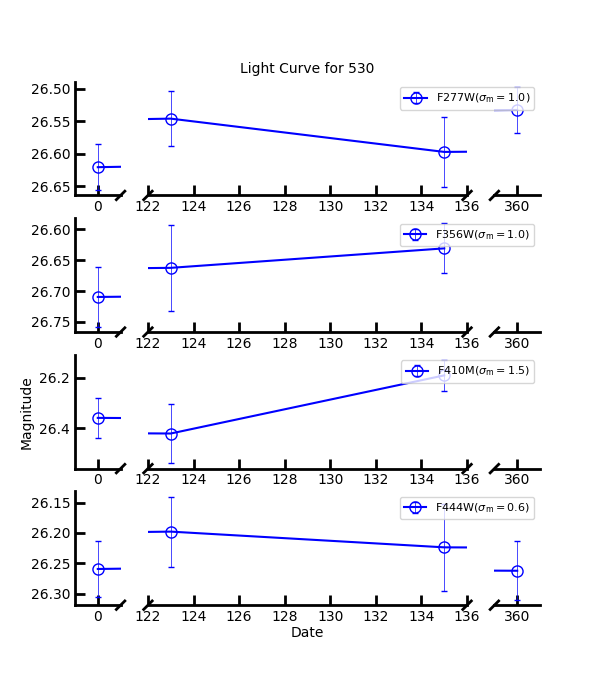 Light Curve for 530
26.50
26.55
26.60
26.65
F277W(σm = 1.0)
0 122 124 126 128 130 132 134 136 360
26.60
26.65
26.70
26.75
F356W(σm = 1.0)
0 122 124 126 128 130 132 134 136 360
Magnitude
26.2
26.4
F410M(σm = 1.5)
0 122 124 126 128 130 132 134 136 360
26.15
26.20
26.25
26.30
F444W(σm = 0.6)
0 122 124 126 128 130 132 134 136 360
Date